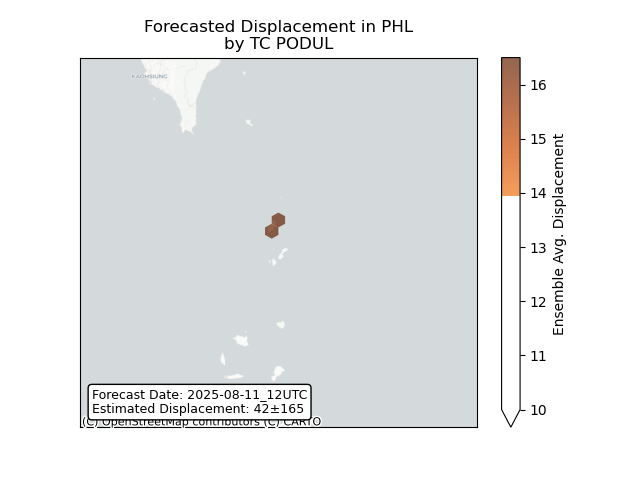 Forecasted Displacement in PHL
by TC PODUL
KAOHSIUNG
16
15
14
13
12
11
10
Ensemble Avg. Displacement
Forecast Date: 2025-08-11_12UTC
Estimated Displacement: 42±165
(C) OpenStreetMap contributors (C) CARTO